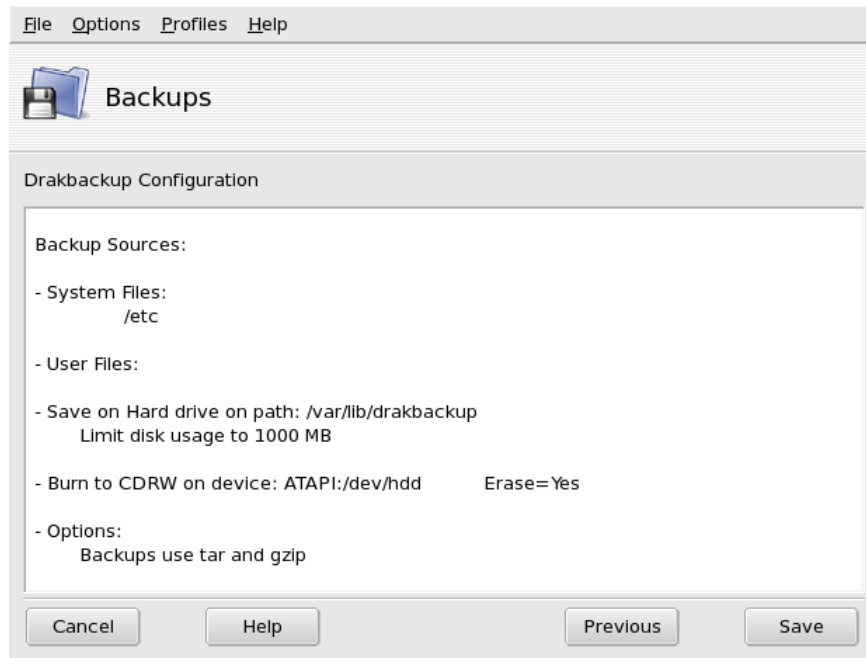 File Options Profiles Help
Backups
Drakbackup Configuration
Backup Sources:
- System Files:
/etc
- User Files:
- Save on Hard drive on path: /var/lib/drakbackup
Limit disk usage to 1000 MB
- Burn to CDRW on device: ATAPI:/dev/hdd Erase=Yes
- Options:
Backups use tar and gzip
Cancel Help Previous Save